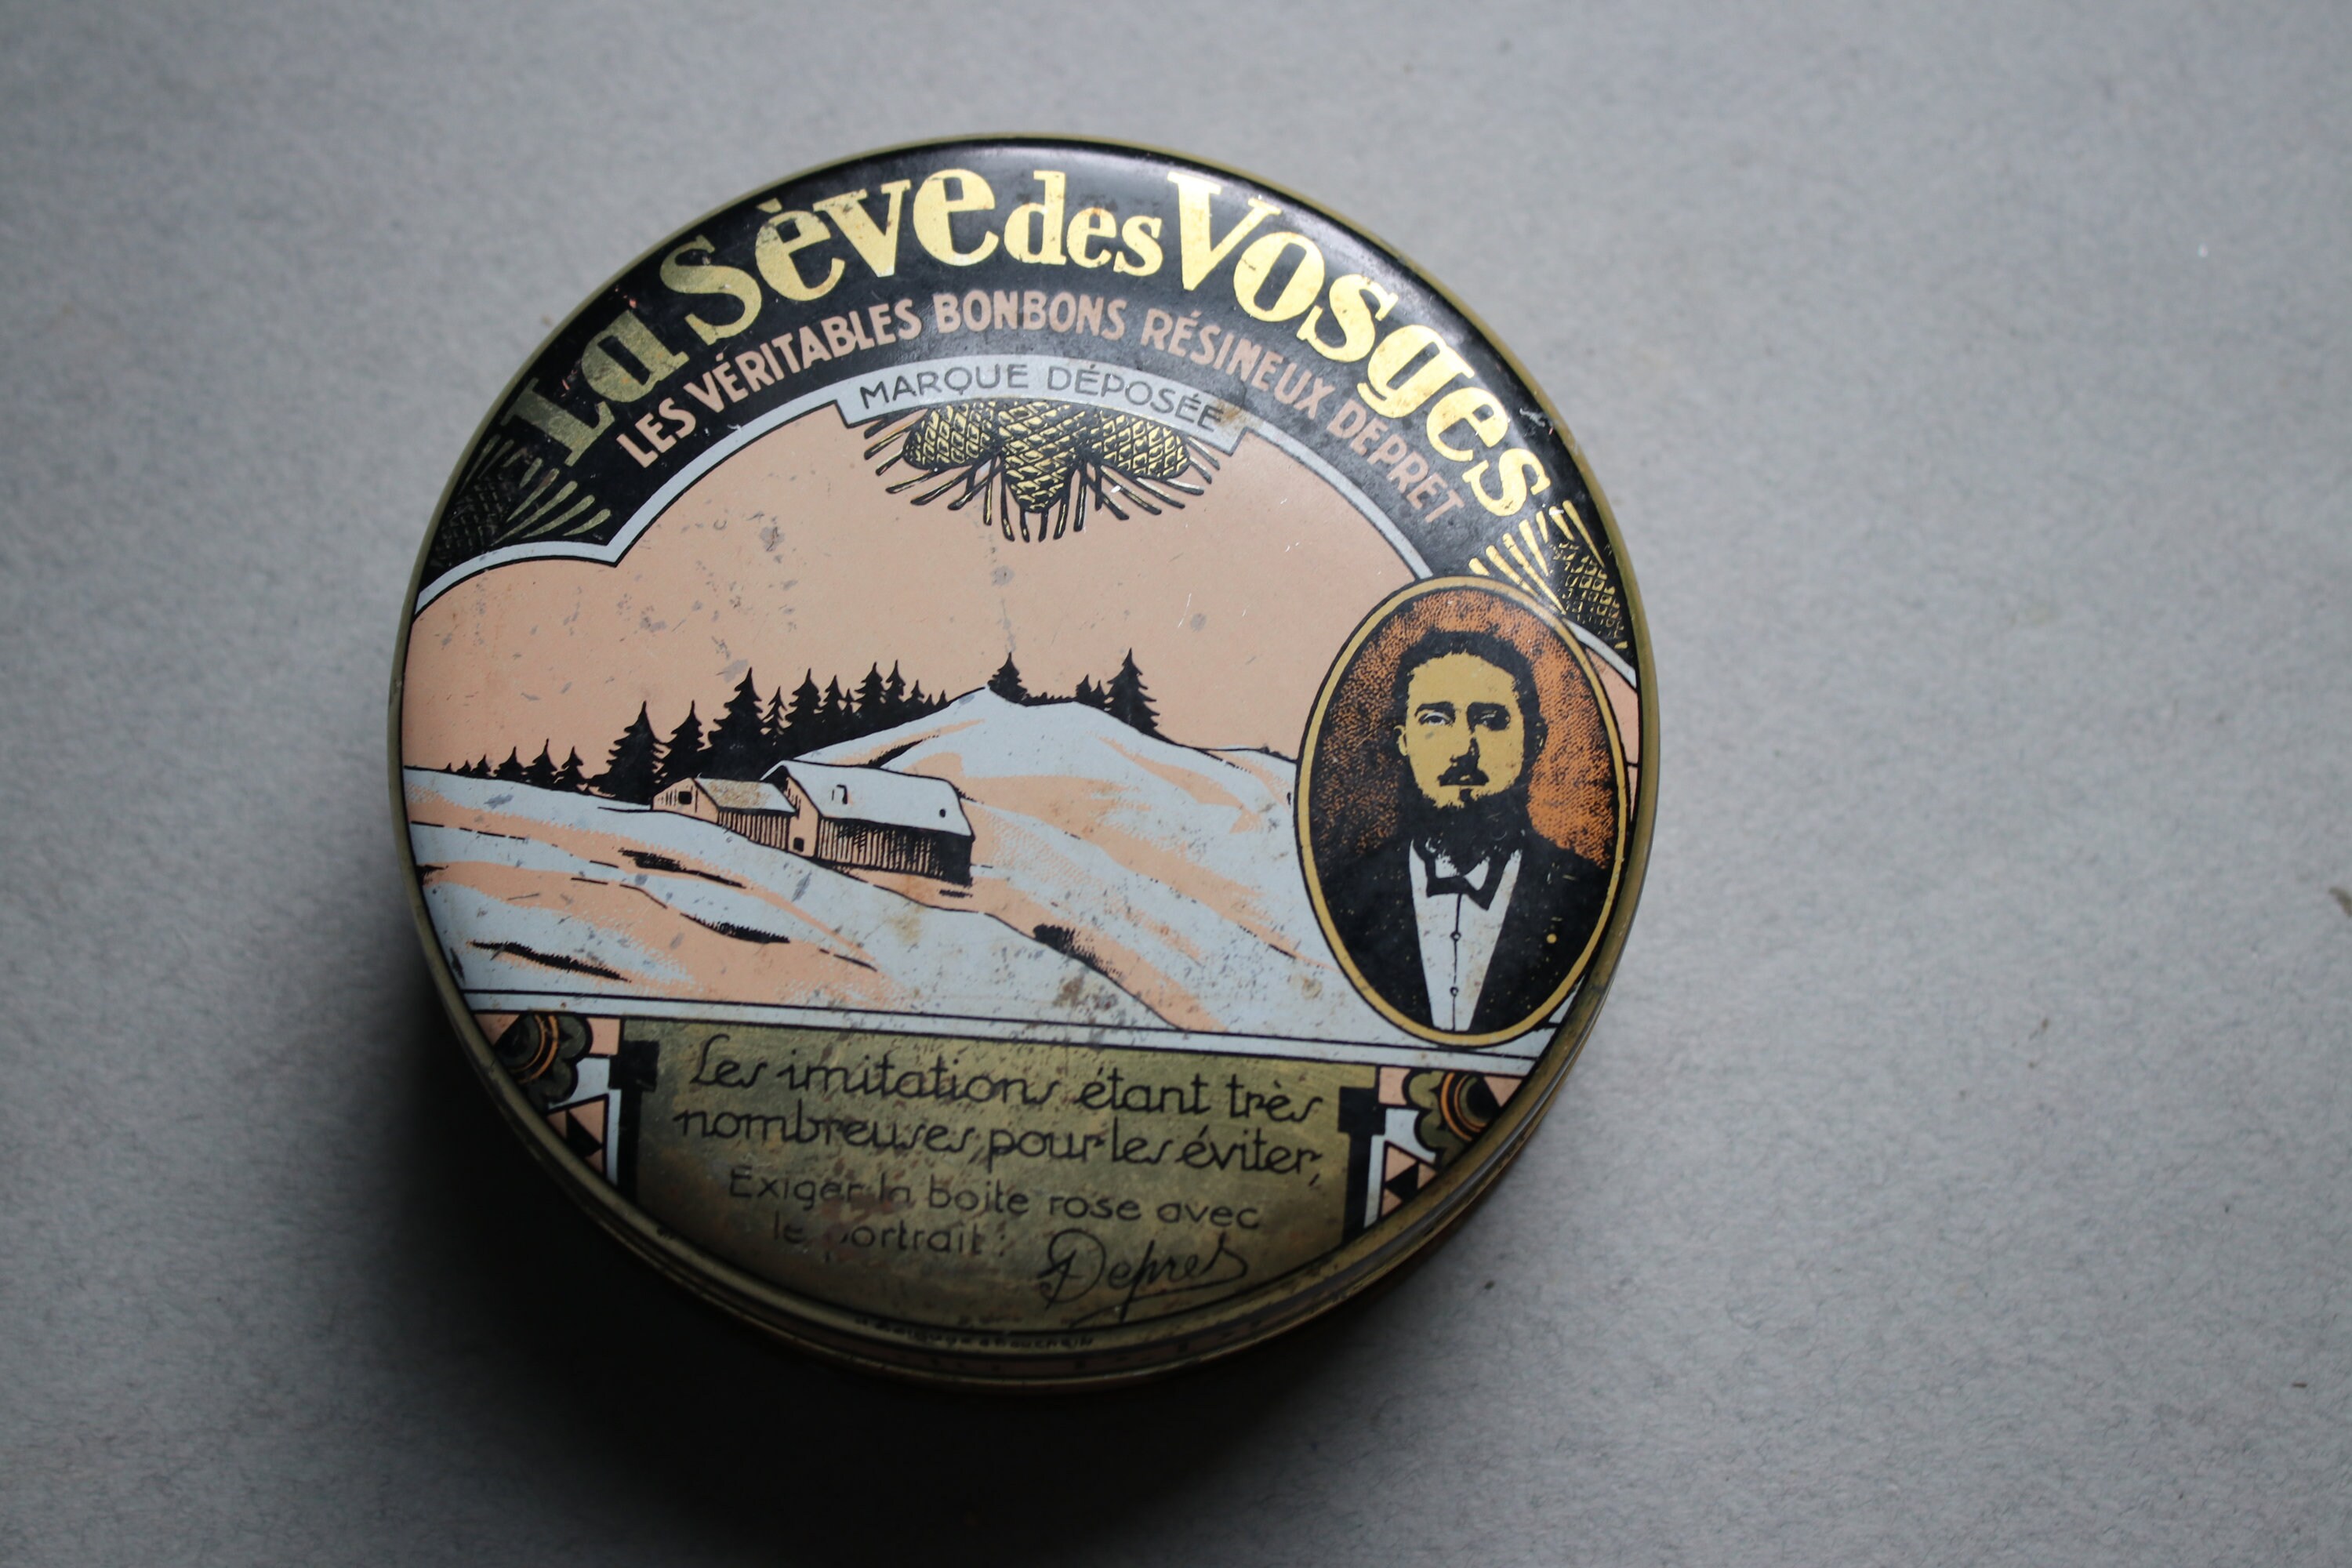 La Sève des Vosges
LES VÉRITABLES BONBONS RÉSINEUX DEPRET
MARQUE DÉPOSÉE
Les imitations étant très
nombreuses, pour les éviter,
Exiger la boite rose avec
le portrait:
Depret